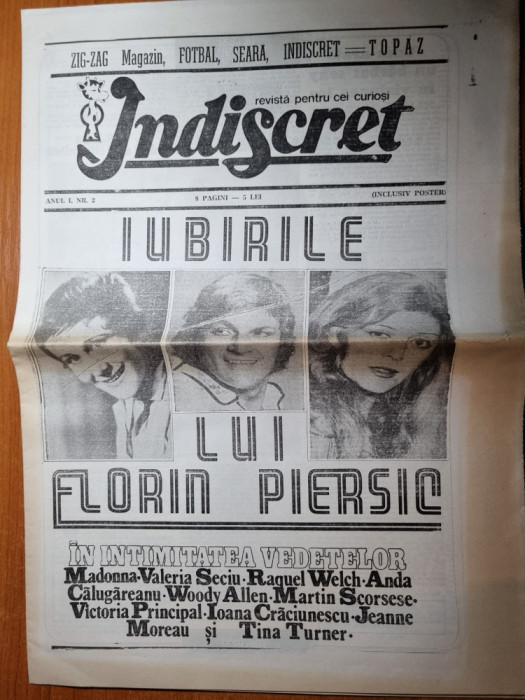 ZIG-ZAG Magazin, FOTBAL, SEARA, INDISCRET = TOPAZ
revistă pentru cei curioși
Indiscret
ANUL I, NR. 2 8 PAGINI — 5 LEI (INCLUSIV POSTER)
IUBIRILE
LUI
FLORIN PIERSIC
ÎN INTIMITATEA VEDETELOR
Madonna·Valeria Seciu·Raquel Welch·Anda
Călugăreanu·Woody Allen·Martin Scorsese·
Victoria Principal·Ioana Crăciunescu·Jeanne
Moreau și Tina Turner·